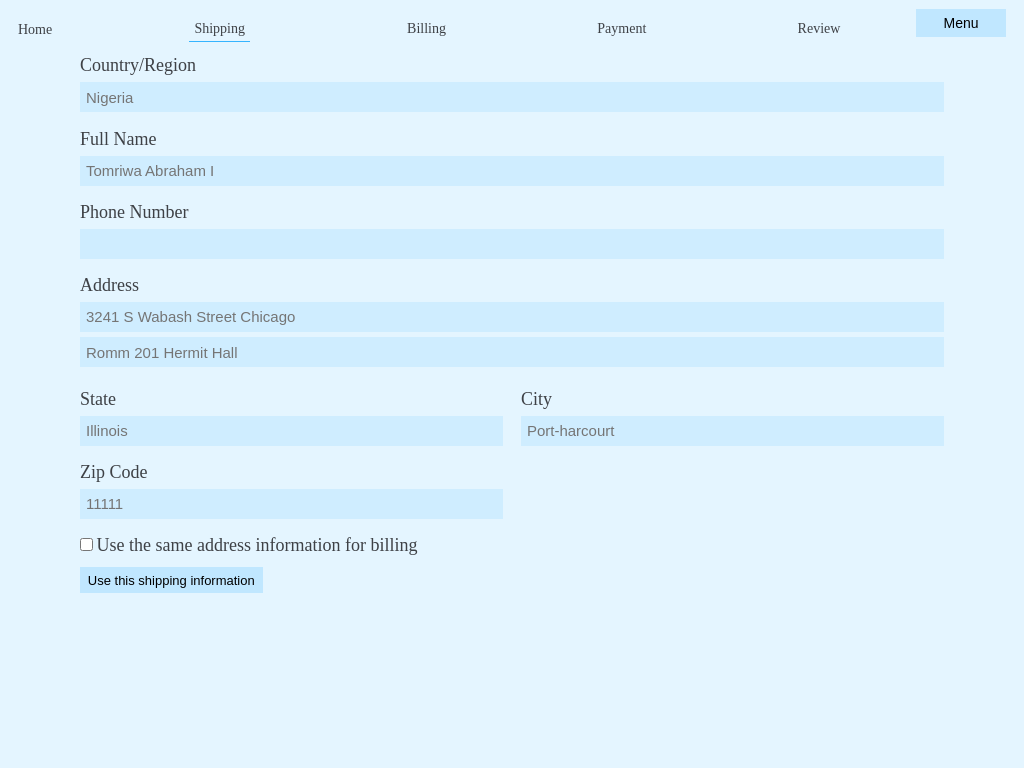 Home
Shipping
Billing
Payment
Review
Menu
Country/Region
Nigeria
Full Name
Tomriwa Abraham I
Phone Number
Address
3241 S Wabash Street Chicago
Romm 201 Hermit Hall
State
City
Illinois
Port-harcourt
Zip Code
11111
Use the same address information for billing
Use this shipping information